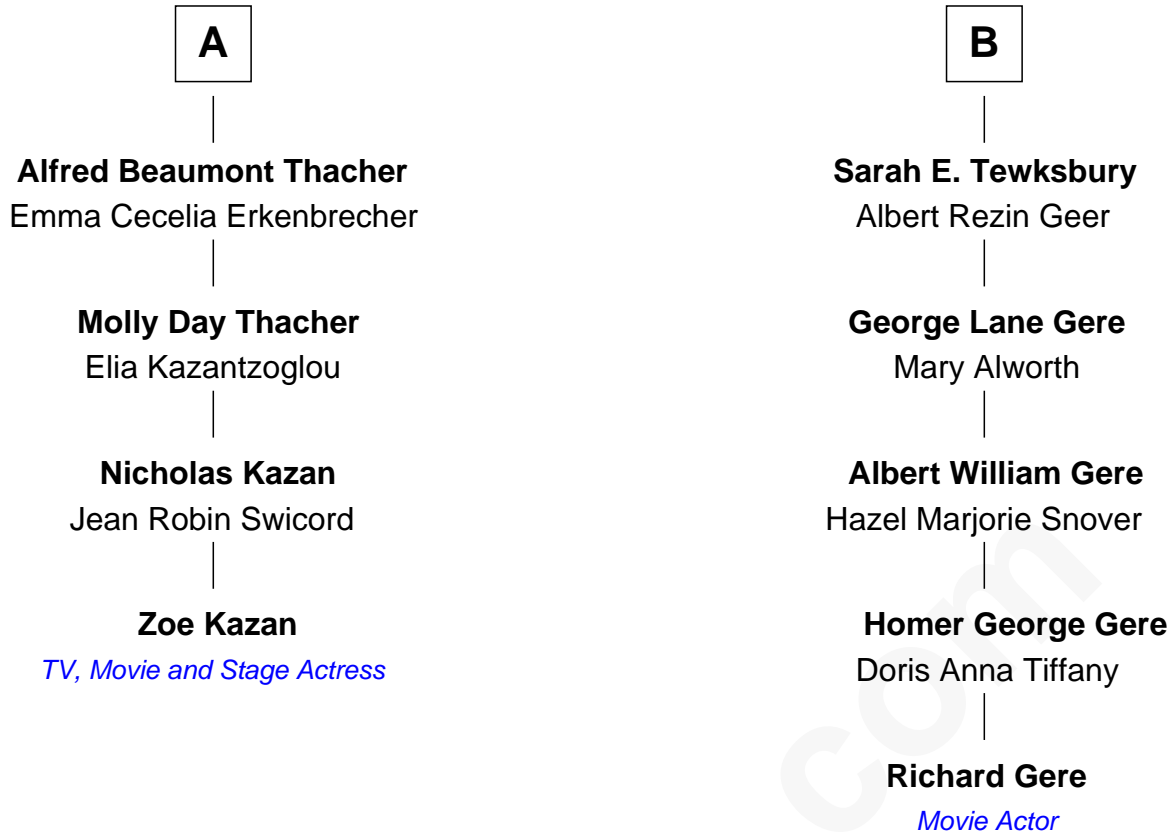 A
Alfred Beaumont Thacher
Emma Cecelia Erkenbrecher
Molly Day Thacher
Elia Kazantzoglou
Nicholas Kazan
Jean Robin Swicord
Zoe Kazan
TV, Movie and Stage Actress
B
Sarah E. Tewksbury
Albert Rezin Geer
George Lane Gere
Mary Alworth
Albert William Gere
Hazel Marjorie Snover
Homer George Gere
Doris Anna Tiffany
Richard Gere
Movie Actor
com